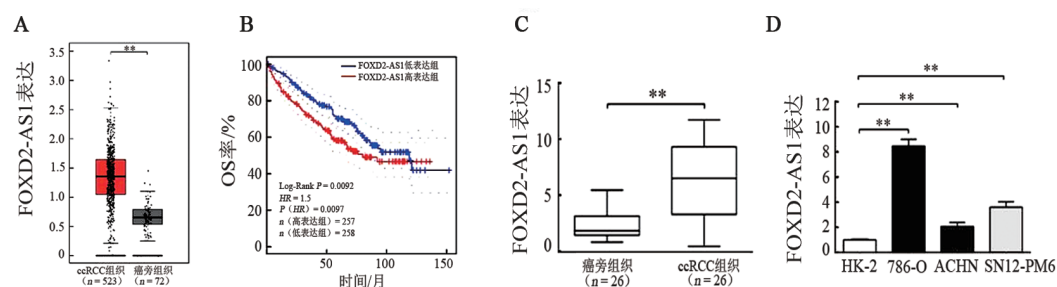 A
FOXD2-AS1表达
**
3.5
3.0
2.5
2.0
1.5
1.0
0.5
0
ccRCC组织
(n = 523)
癌旁组织
(n = 72)
B
OS率/%
100
80
60
40
20
0
FOXD2-AS1低表达组
FOXD2-AS1高表达组
Log-Rank P = 0.0092
HR = 1.5
P（HR）= 0.0097
n（高表达组）= 257
n（低表达组）= 258
50
100
150
时间/月
C
FOXD2-AS1表达
**
15
10
5
0
癌旁组织
(n = 26)
ccRCC组织
(n = 26)
D
FOXD2-AS1表达
**
**
**
12
10
8
6
4
2
0
HK-2
786-O
ACHN
SN12-PM6